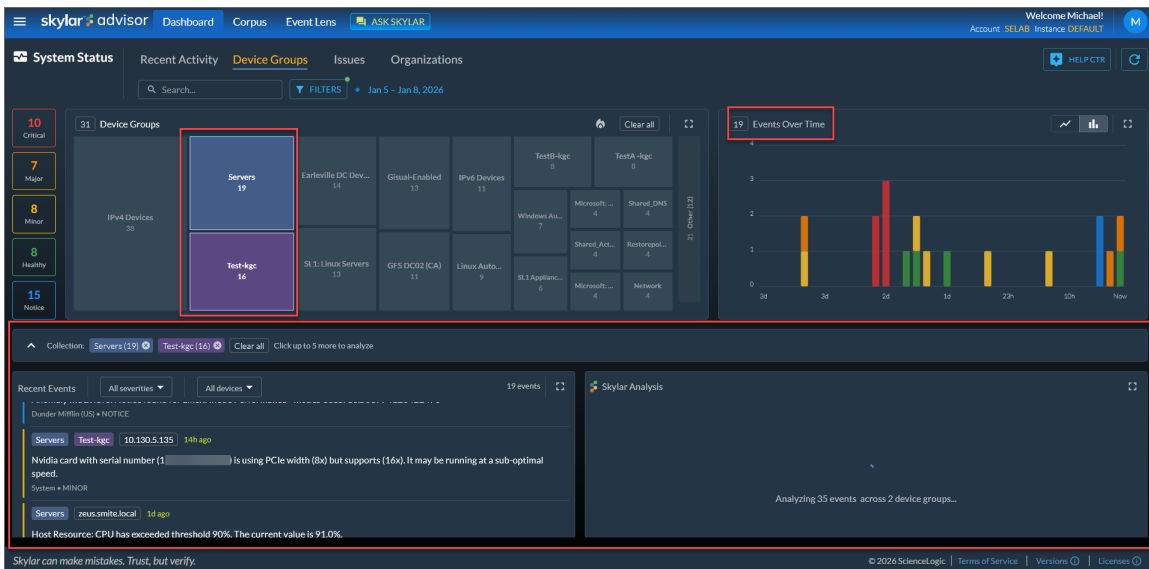 skylar advisor Dashboard Corpus Event Lens ASK SKYLAR
Welcome Michael!
Account SELAB Instance DEFAULT
M
System Status Recent Activity Device Groups Issues Organizations
HELP CTR
Search... FILTERS • Jan 5 – Jan 8, 2026
10
Critical
7
Major
8
Minor
8
Healthy
15
Notice
31 Device Groups Clear all
IPv4 Devices
38
Servers
19
Test-kgc
16
Earleville DC Dev...
14
SL1: Linux Servers
13
Gisual-Enabled
13
GFS DC02 (CA)
11
IPv6 Devices
11
Linux Auto...
9
TestB-kgc
8
TestA -kgc
8
Windows Au...
7
SL1 Applianc...
6
Microsoft: ...
4
Shared_DNS
4
Shared_Act...
4
Restorepoi...
4
Microsoft: ...
4
Network
4
21 Other (12)
19 Events Over Time
4
3
2
1
0
3d 3d 2d 1d 23h 10h Now
Collection: Servers (19) Test-kgc (16) Clear all Click up to 5 more to analyze
Recent Events All severities All devices 19 events
Dunder Mifflin (US) • NOTICE
Servers Test-kgc 10.130.5.135 14h ago
Nvidia card with serial number (1 ) is using PCIe width (8x) but supports (16x). It may be running at a sub-optimal
speed.
System • MINOR
Servers zeus.smite.local 1d ago
Host Resource: CPU has exceeded threshold 90%. The current value is 91.0%.
Skylar Analysis
Analyzing 35 events across 2 device groups...
Skylar can make mistakes. Trust, but verify.
© 2026 ScienceLogic | Terms of Service | Versions | Licenses